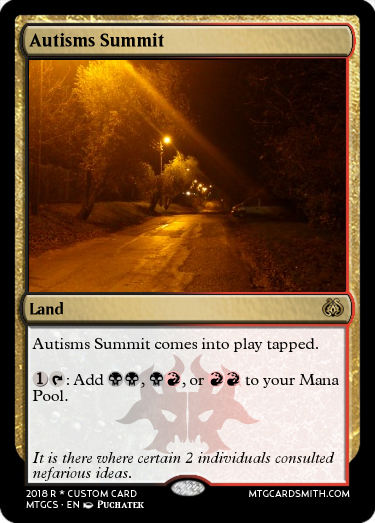 Autisms Summit
Land
Autisms Summit comes into play tapped.
1 : Add , , or to your Mana
Pool.
It is there where certain 2 individuals consulted
nefarious ideas.
2018 R * CUSTOM CARD
MTGCS · EN PUCHATEK
MTGCARDSMITH.COM